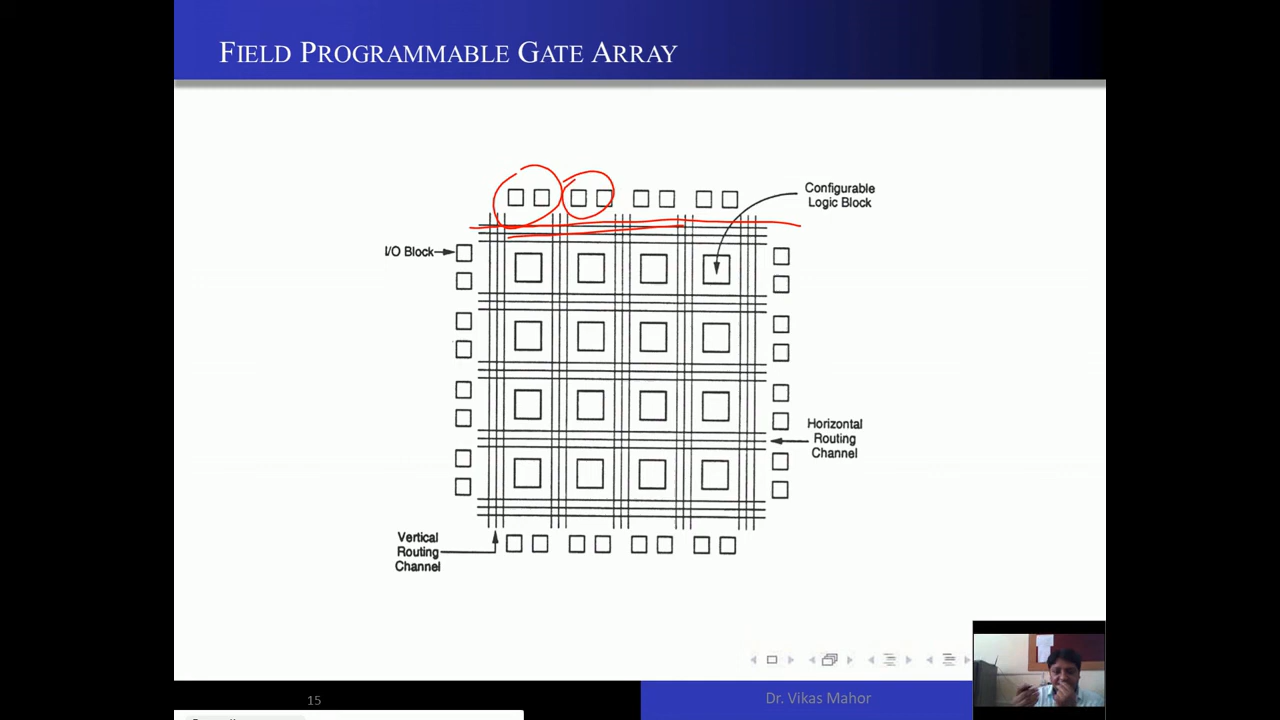 FIELD PROGRAMMABLE GATE ARRAY
Configurable
Logic Block
I/O Block
Horizontal
Routing
Channel
Vertical
Routing
Channel
15
Dr. Vikas Mahor